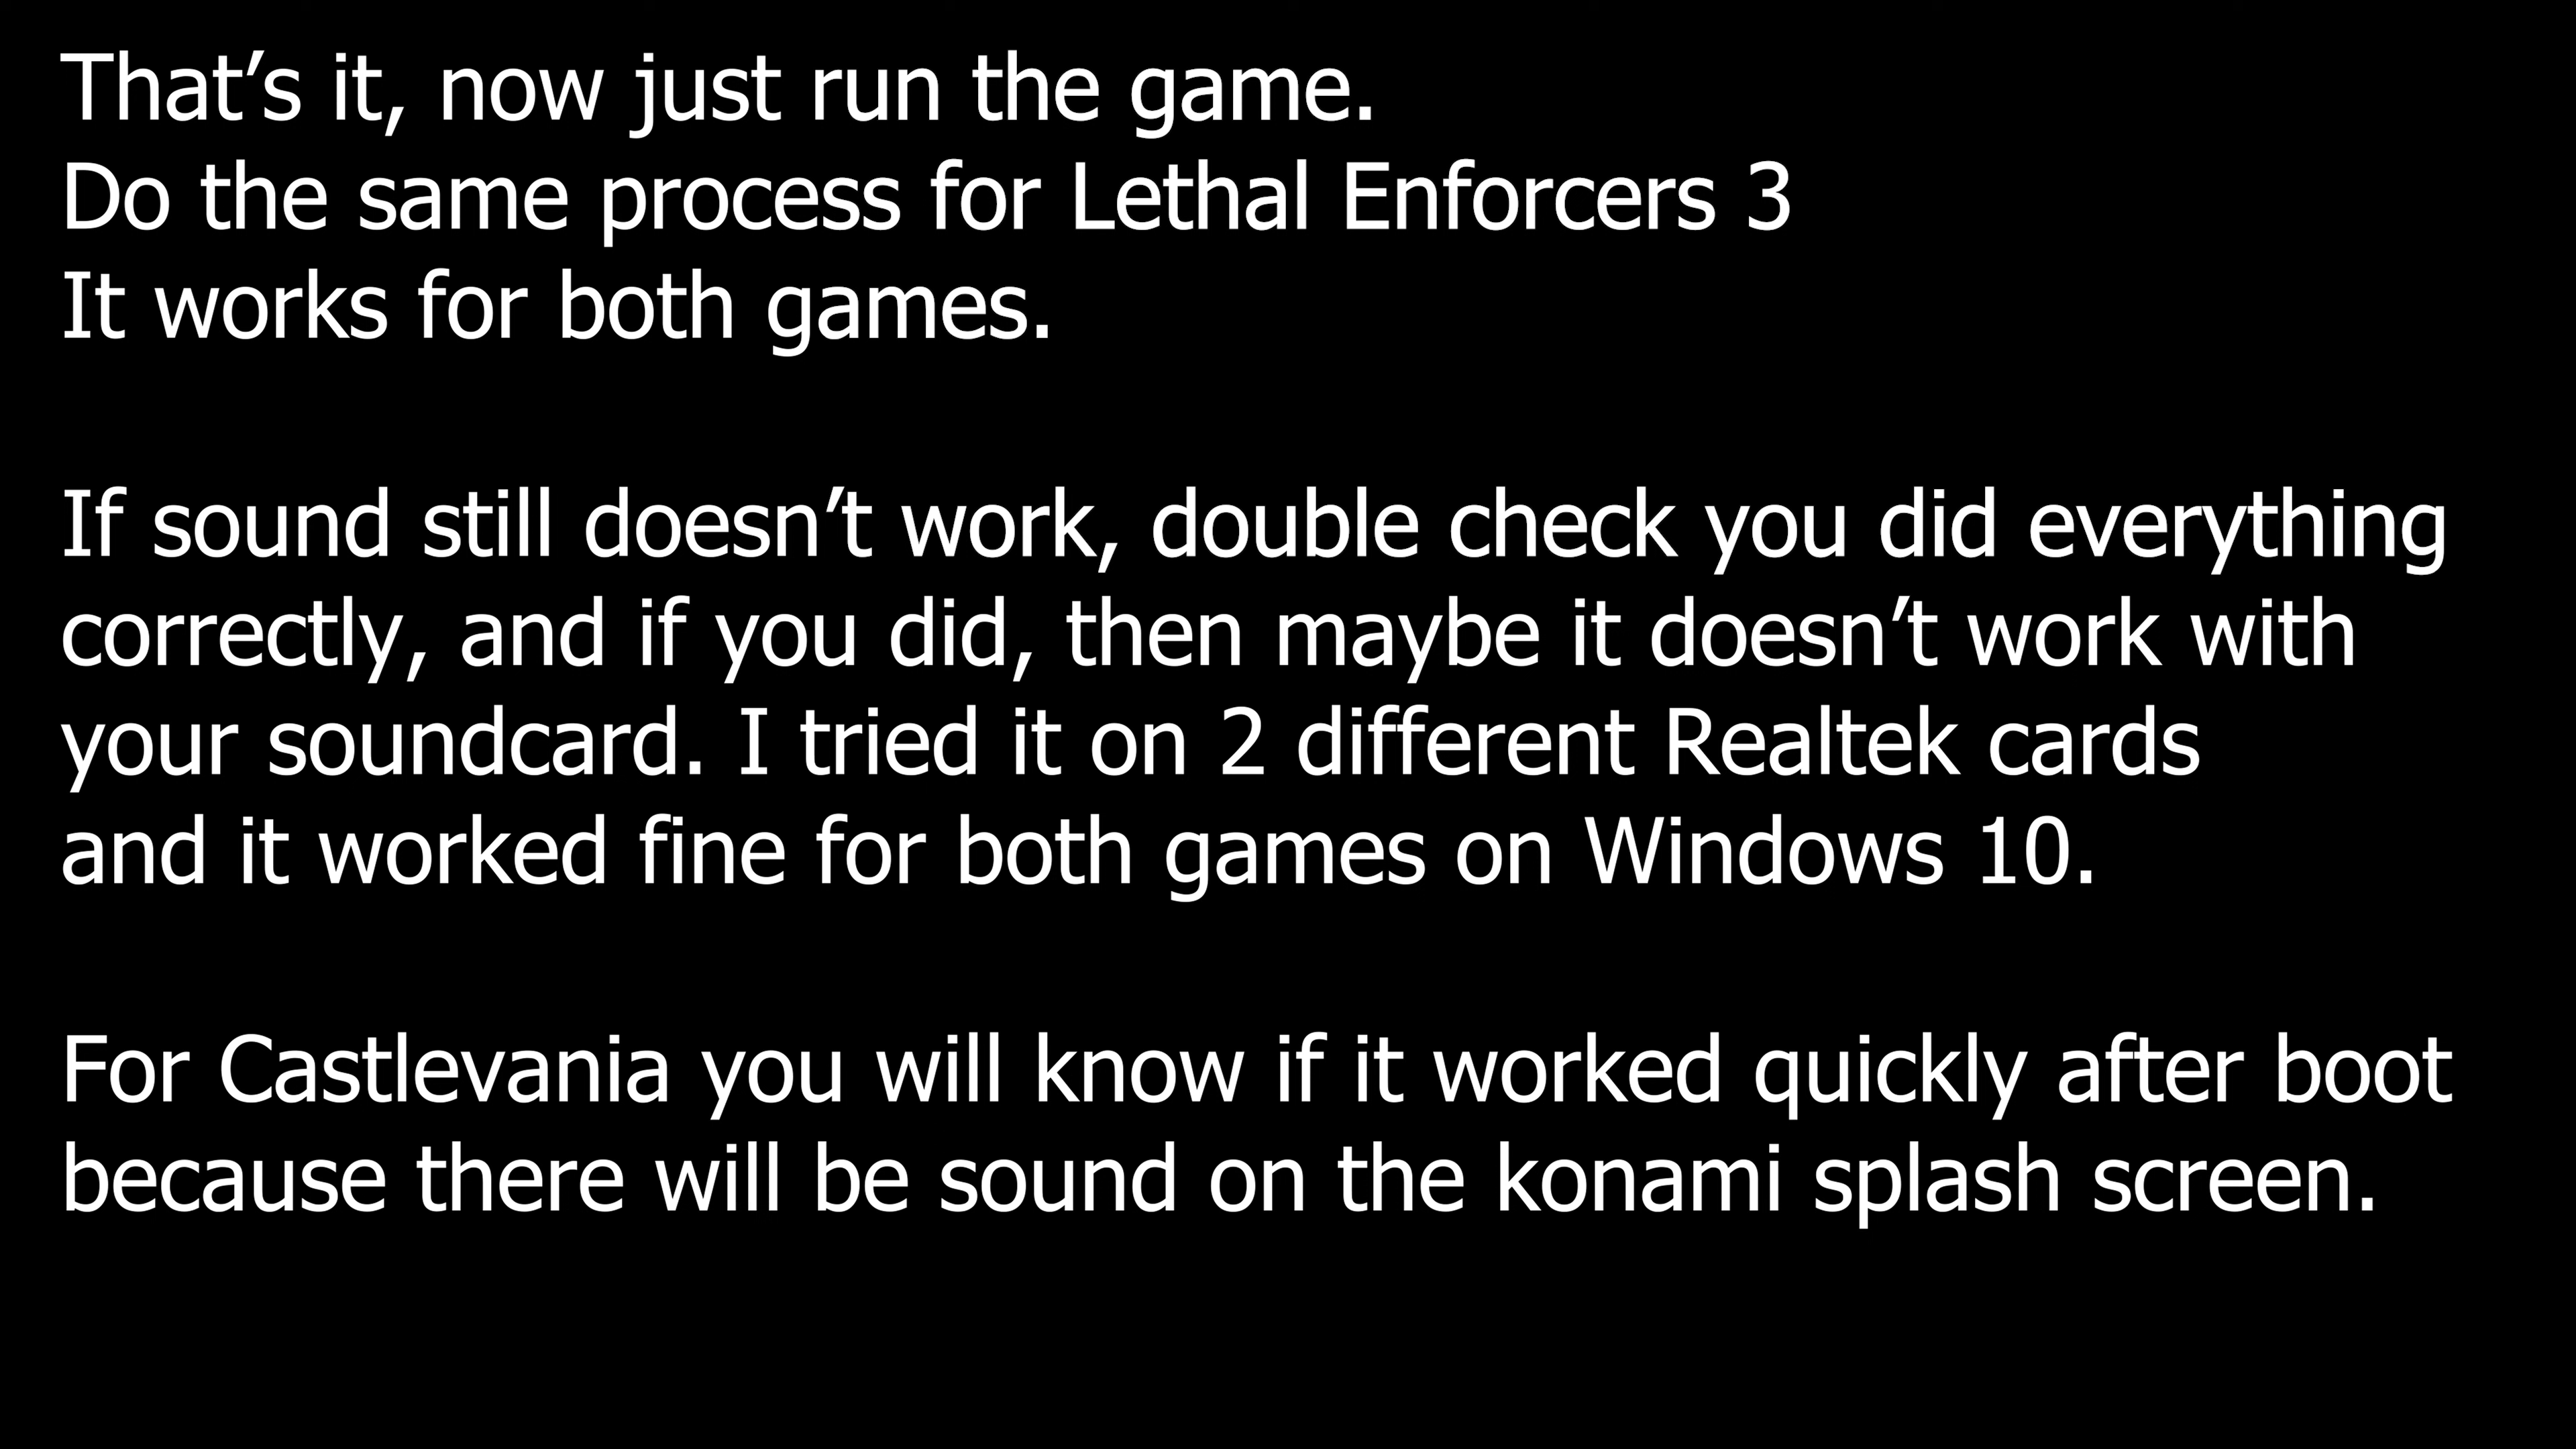 That’s it, now just run the game.
Do the same process for Lethal Enforcers 3
It works for both games.
If sound still doesn’t work, double check you did everything
correctly, and if you did, then maybe it doesn’t work with
your soundcard. I tried it on 2 different Realtek cards
and it worked fine for both games on Windows 10.
For Castlevania you will know if it worked quickly after boot
because there will be sound on the konami splash screen.